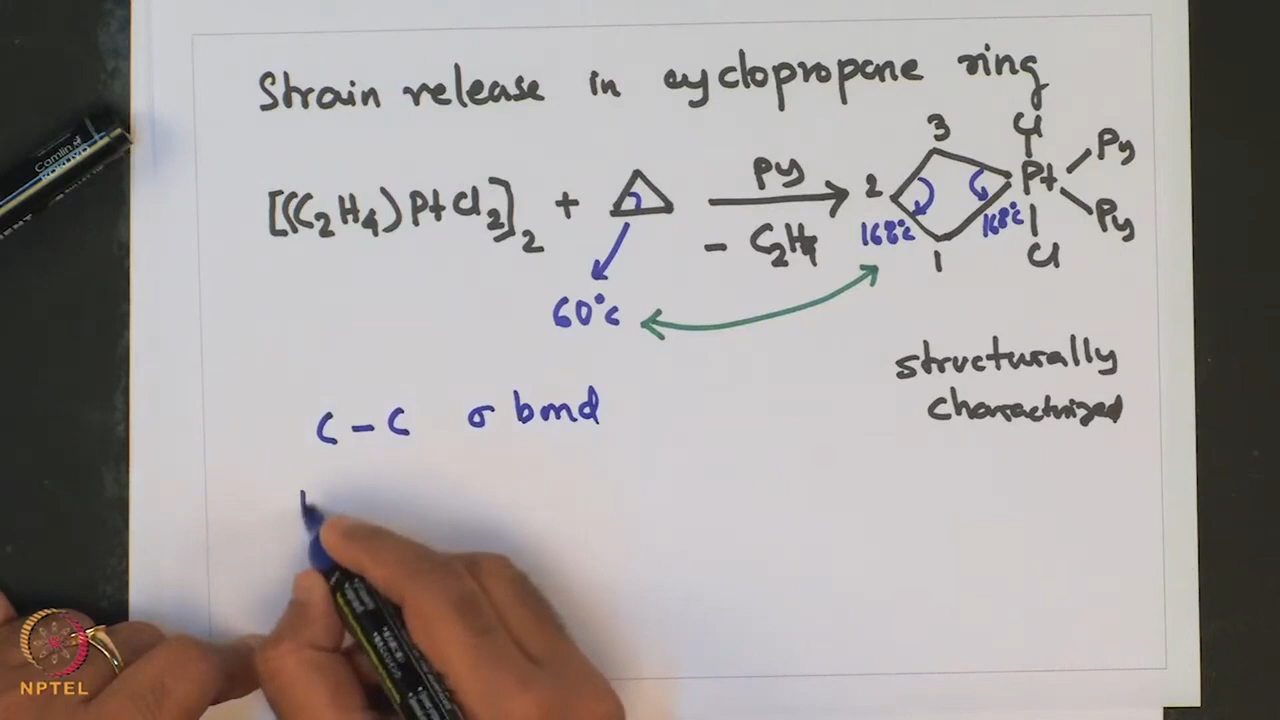 Strain release in cyclopropane ring
[(C₂H₄)PtCl₂]₂ + △ Py → 2 3 1 Pt Cl Cl Py Py
- C₂H₄
168°c 168°c
60°c
structurally
characterized
C - C σ bond
Camlin
KOKUYO
NPTEL